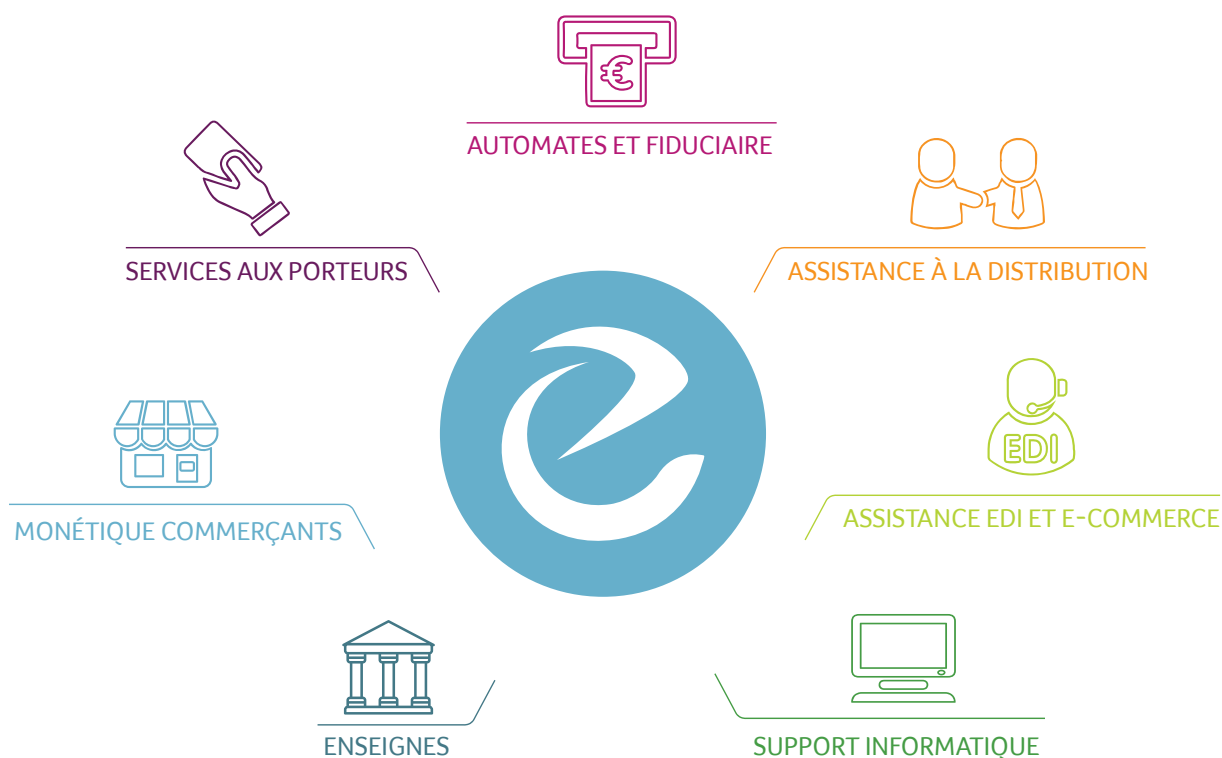 AUTOMATES ET FIDUCIAIRE
SERVICES AUX PORTEURS
ASSISTANCE À LA DISTRIBUTION
EDI
MONÉTIQUE COMMERÇANTS
ASSISTANCE EDI ET E-COMMERCE
ENSEIGNES
SUPPORT INFORMATIQUE